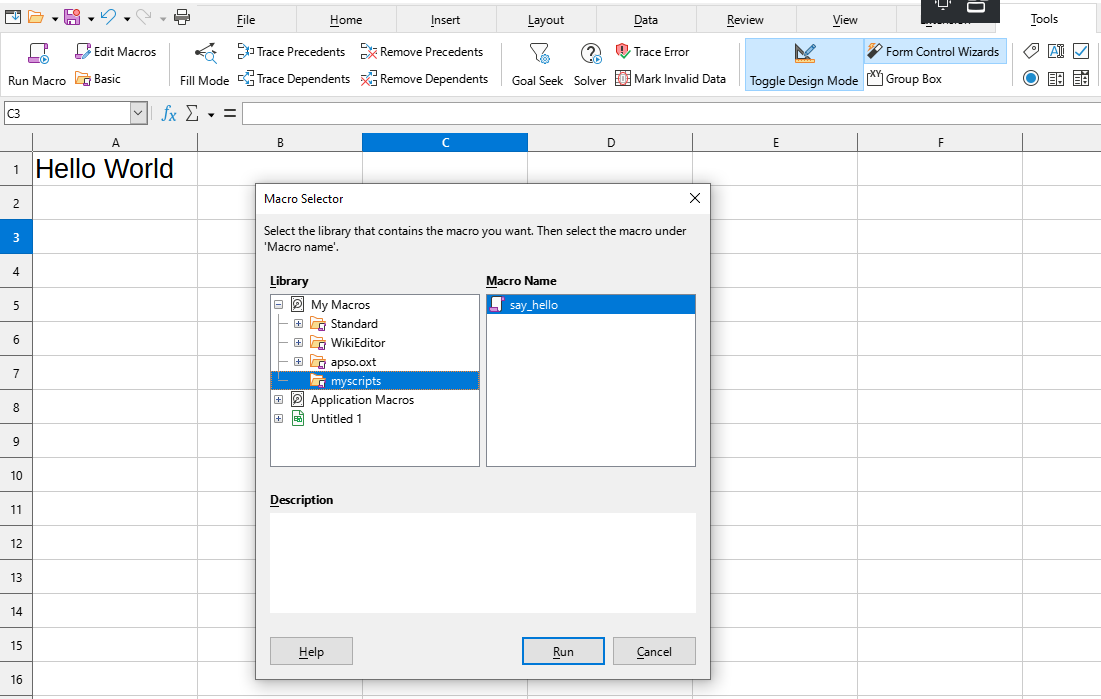 File Home Insert Layout Data Review View Extension Tools
Run Macro Edit Macros Basic Fill Mode Trace Precedents Trace Dependents Remove Precedents Remove Dependents Goal Seek Solver Trace Error Mark Invalid Data Toggle Design Mode Form Control Wizards Group Box
C3 fx Σ =
A B C D E F
1 Hello World
2
3
4
5
6
7
8
9
10
11
12
13
14
15
16
Macro Selector
Select the library that contains the macro you want. Then select the macro under
'Macro name'.
Library Macro Name
My Macros say_hello
Standard
WikiEditor
apso.oxt
myscripts
Application Macros
Untitled 1
Description
Help Run Cancel